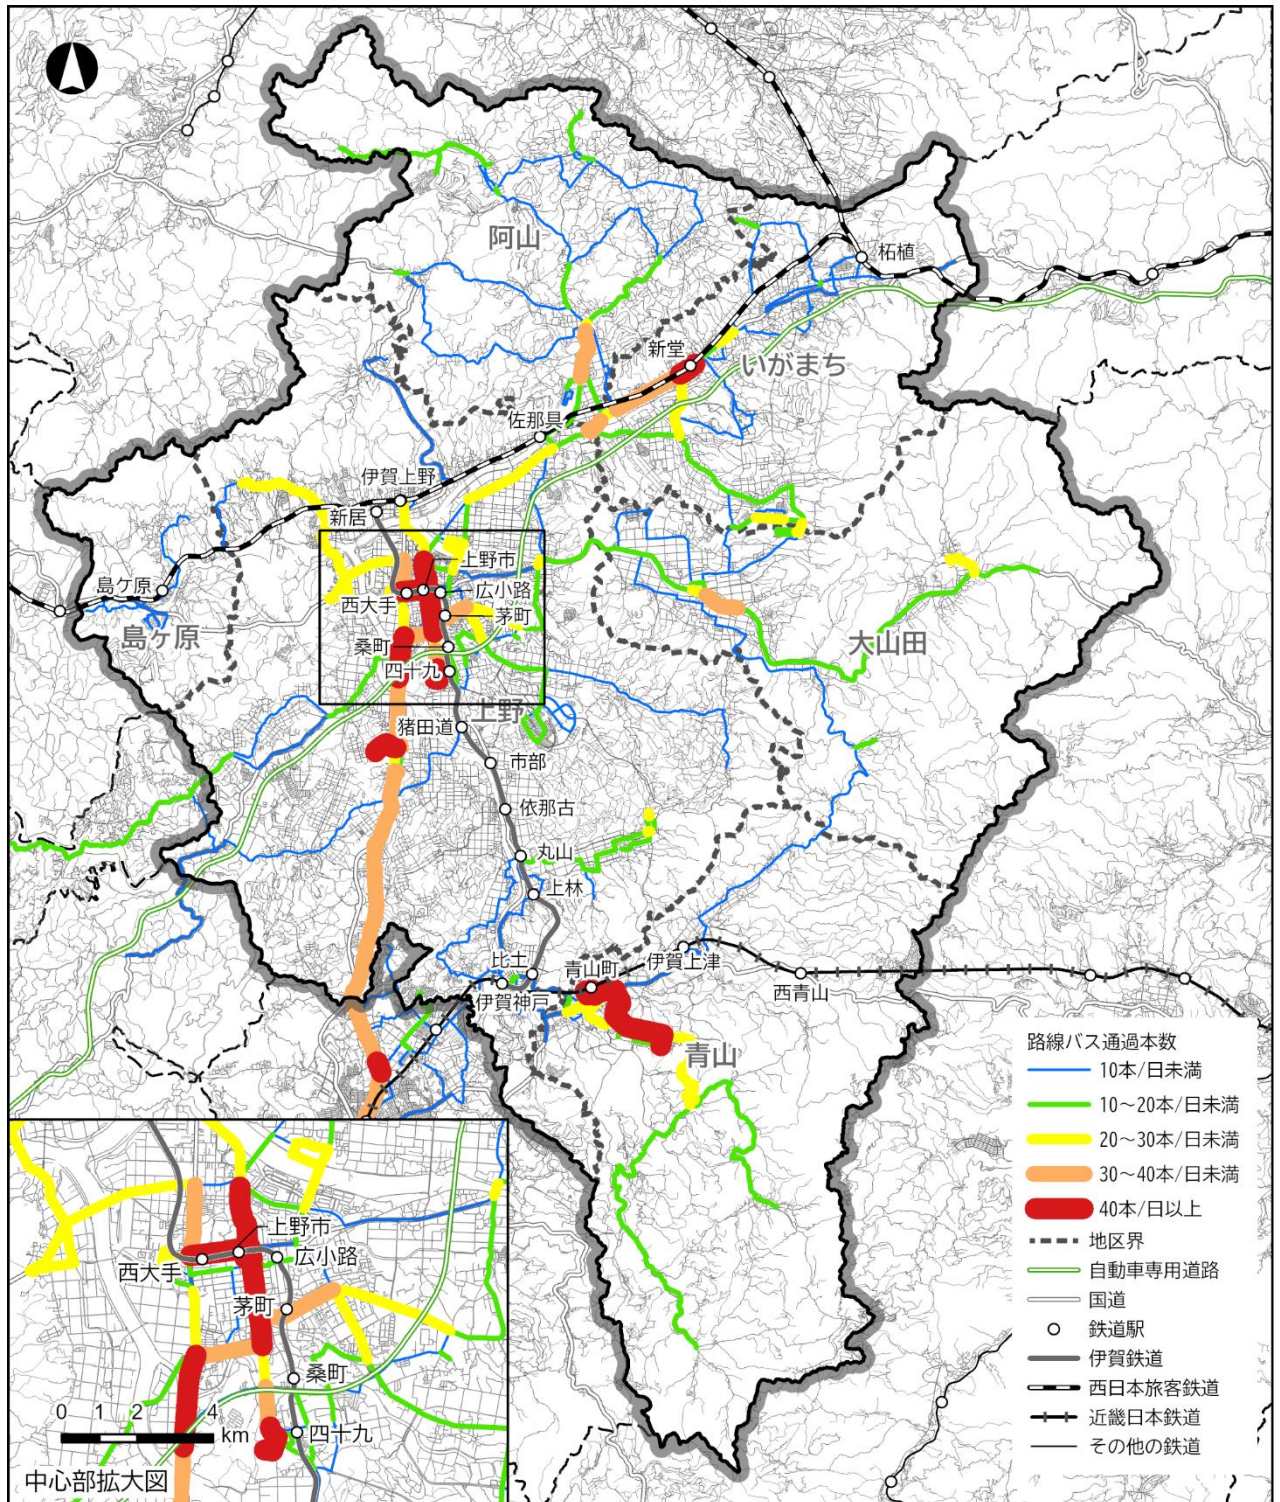 阿山
柘植
新堂
いがまち
佐那具
伊賀上野
新居
上野市
島ケ原
西大手
広小路
茅町
島ヶ原
桑町
大山田
四十九
上野
猪田道
市部
依那古
丸山
上林
比土
青山町
伊賀上津
西青山
伊賀神戸
青山
路線バス通過本数
10本/日未満
10～20本/日未満
20～30本/日未満
30～40本/日未満
40本/日以上
地区界
自動車専用道路
国道
鉄道駅
伊賀鉄道
西日本旅客鉄道
近畿日本鉄道
その他の鉄道
上野市
西大手
広小路
茅町
桑町
四十九
0 1 2 4
km
中心部拡大図